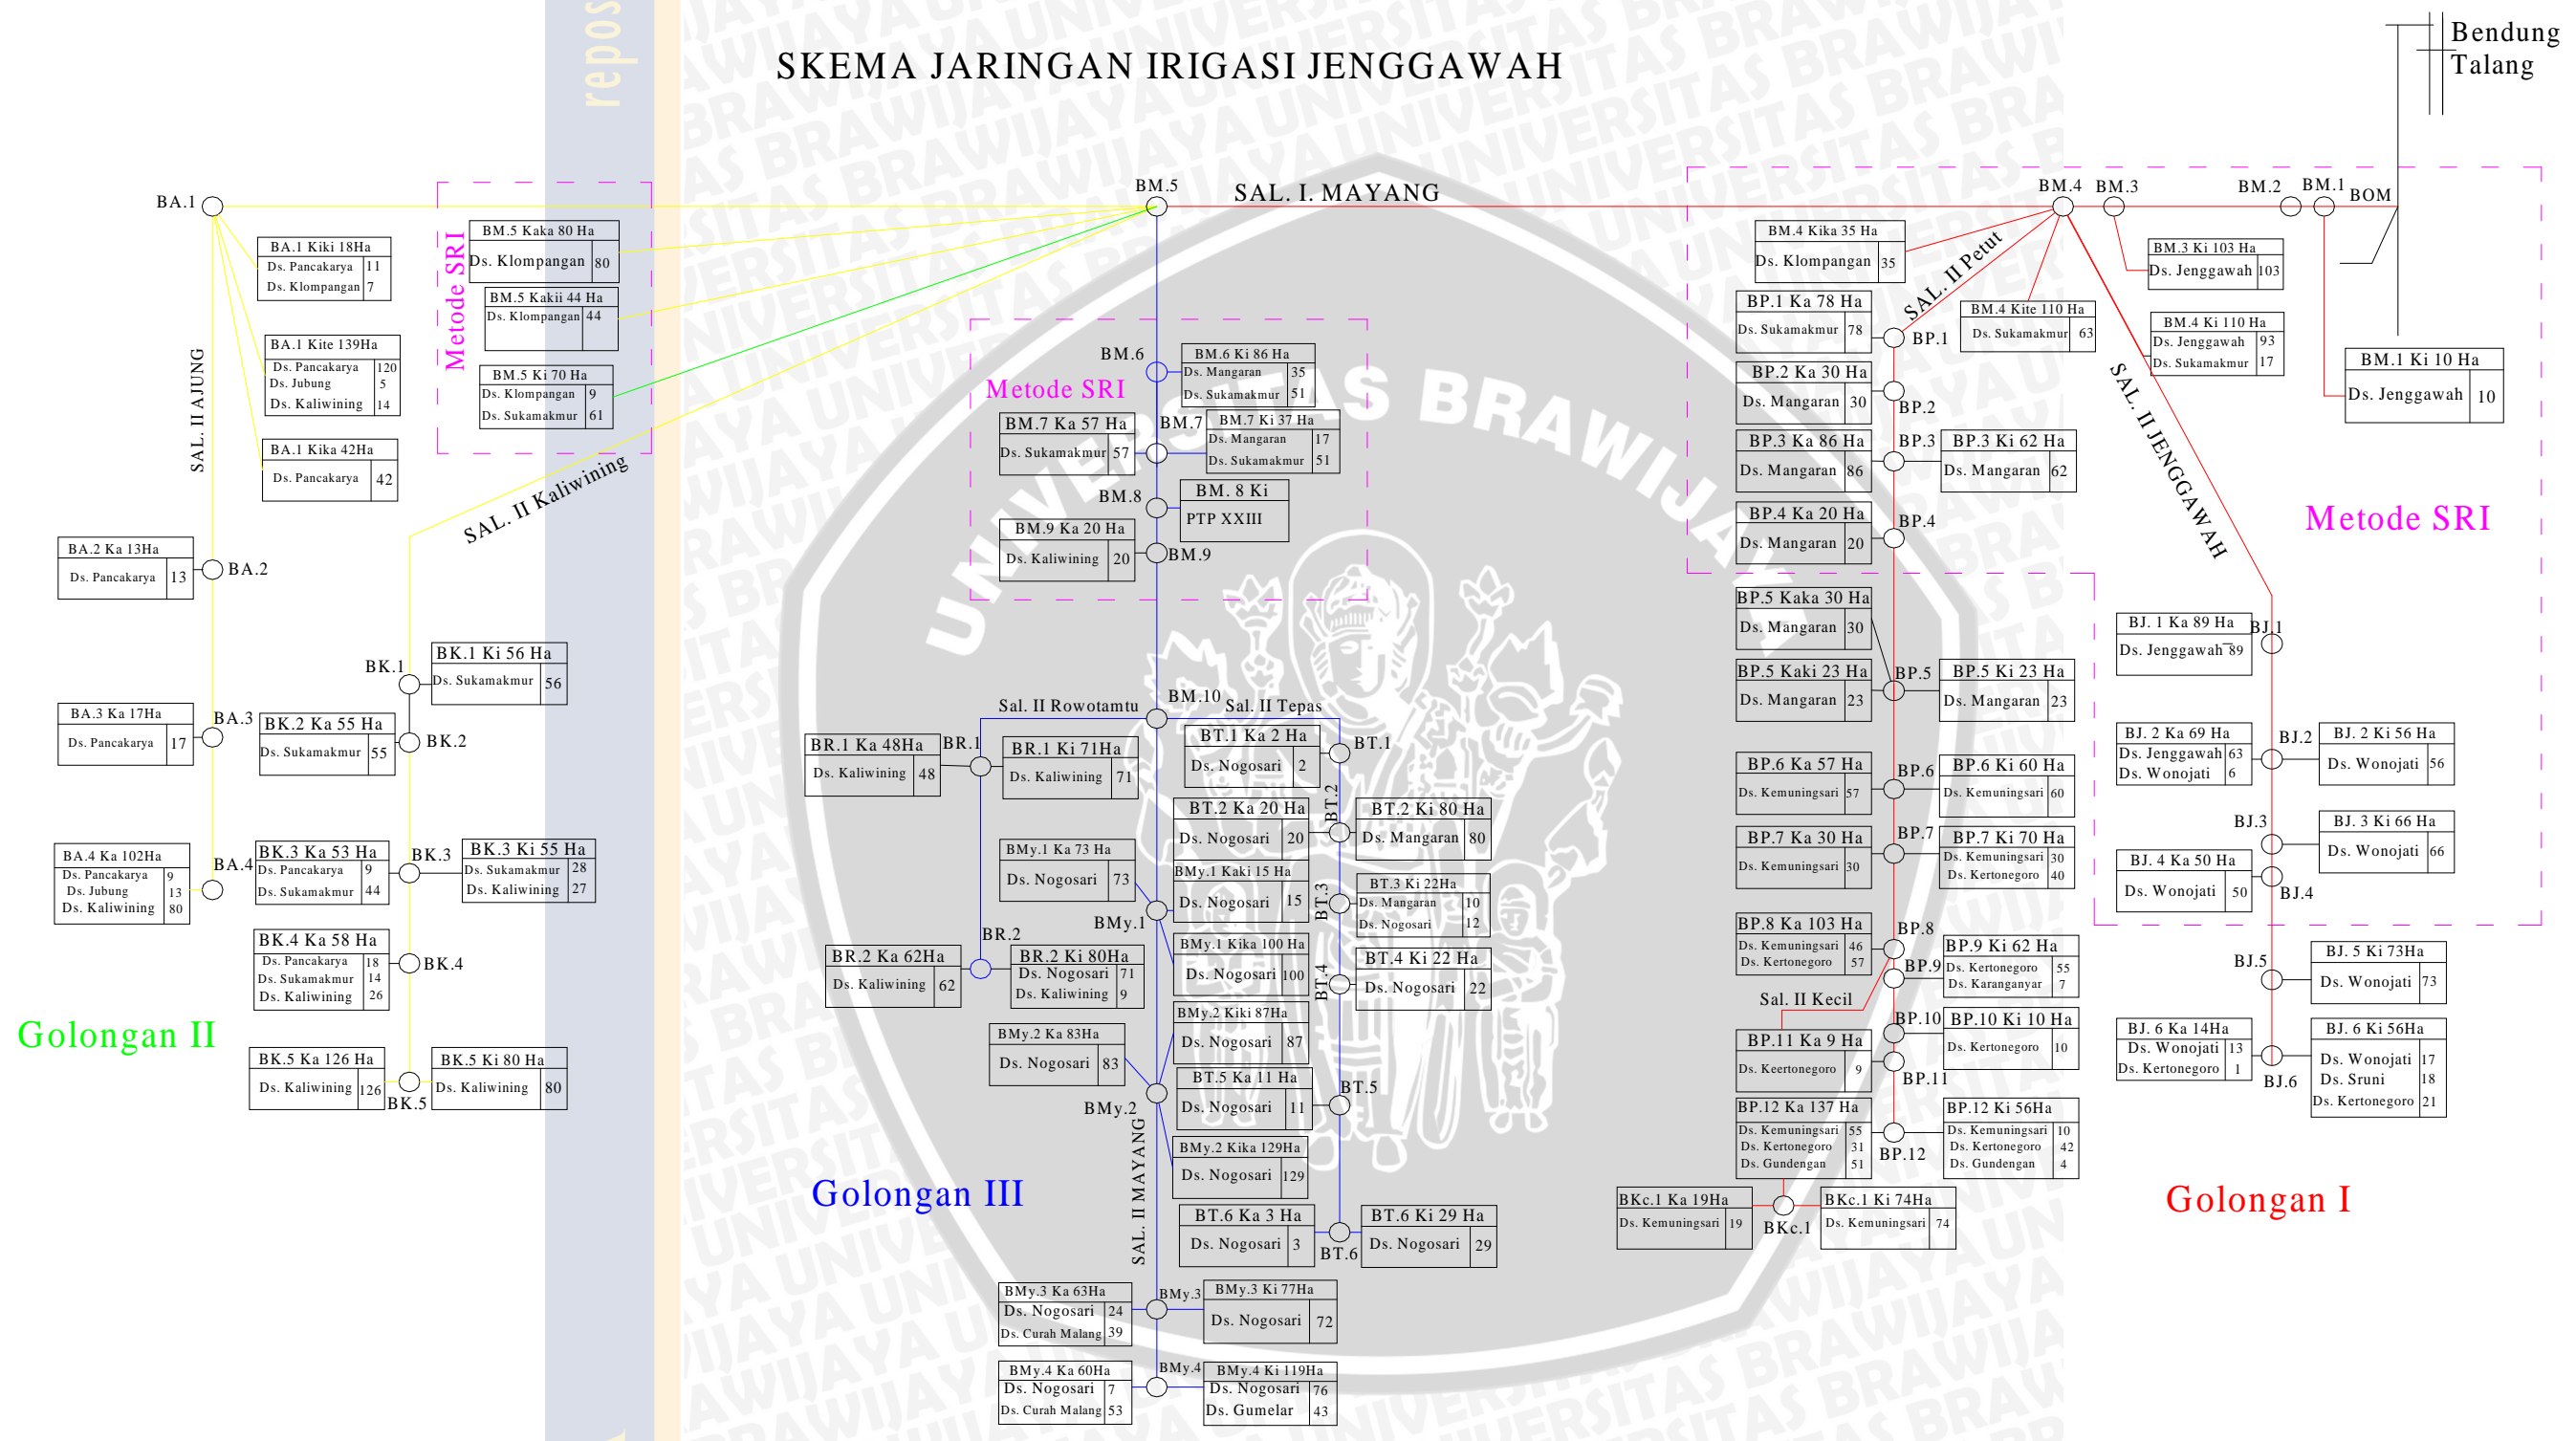 repos
SKEMA JARINGAN IRIGASI JENGGAWAH
Bendung
Talang
BA.1
BM.5
SAL. I. MAYANG
BM.4
BM.3
BM.2
BM.1
BOM
BA.1 Kiki 18Ha
Ds. Pancakarya 11
Ds. Klompangan 7
BA.1 Kite 139Ha
Ds. Pancakarya 120
Ds. Jubung 5
Ds. Kaliwining 14
BA.1 Kika 42Ha
Ds. Pancakarya 42
SAL. II AJUNG
BA.2 Ka 13Ha
Ds. Pancakarya 13
BA.2
BA.3 Ka 17Ha
Ds. Pancakarya 17
BA.3
BA.4 Ka 102Ha
Ds. Pancakarya 9
Ds. Jubung 13
Ds. Kaliwining 80
BA.4
Golongan II
Metode SRI
BM.5 Kaka 80 Ha
Ds. Klompangan 80
BM.5 Kakii 44 Ha
Ds. Klompangan 44
BM.5 Ki 70 Ha
Ds. Klompangan 9
Ds. Sukamakmur 61
SAL. II Kaliwining
BK.1
BK.1 Ki 56 Ha
Ds. Sukamakmur 56
BK.2 Ka 55 Ha
Ds. Sukamakmur 55
BK.2
BK.3 Ka 53 Ha
Ds. Pancakarya 9
Ds. Sukamakmur 44
BK.3
BK.3 Ki 55 Ha
Ds. Sukamakmur 28
Ds. Kaliwining 27
BK.4 Ka 58 Ha
Ds. Pancakarya 18
Ds. Sukamakmur 14
Ds. Kaliwining 26
BK.4
BK.5 Ka 126 Ha
Ds. Kaliwining 126
BK.5
BK.5 Ki 80 Ha
Ds. Kaliwining 80
UNIVERSITAS BRAWIJAYA
BM.6
BM.6 Ki 86 Ha
Ds. Mangaran 35
Ds. Sukamakmur 51
Metode SRI
BM.7 Ka 57 Ha
Ds. Sukamakmur 57
BM.7
BM.7 Ki 37 Ha
Ds. Mangaran 17
Ds. Sukamakmur 51
BM.8
BM. 8 Ki
PTP XXIII
BM.9 Ka 20 Ha
Ds. Kaliwining 20
BM.9
BM.10
Sal. II Rowotamtu
Sal. II Tepas
BR.1 Ka 48Ha
Ds. Kaliwining 48
BR.1
BR.1 Ki 71Ha
Ds. Kaliwining 71
BR.2
BR.2 Ka 62Ha
Ds. Kaliwining 62
BR.2 Ki 80Ha
Ds. Nogosari 71
Ds. Kaliwining 9
BT.1 Ka 2 Ha
Ds. Nogosari 2
BT.1
BT.2 Ka 20 Ha
Ds. Nogosari 20
BT.2
BT.2 Ki 80 Ha
Ds. Mangaran 80
BMy.1 Ka 73 Ha
Ds. Nogosari 73
BMy.1
BMy.1 Kaki 15 Ha
Ds. Nogosari 15
BT.3
BT.3 Ki 22Ha
Ds. Mangaran 10
Ds. Nogosari 12
BMy.1 Kika 100 Ha
Ds. Nogosari 100
BT.4
BT.4 Ki 22 Ha
Ds. Nogosari 22
BMy.2 Ka 83Ha
Ds. Nogosari 83
BMy.2
BMy.2 Kiki 87Ha
Ds. Nogosari 87
BT.5 Ka 11 Ha
Ds. Nogosari 11
BT.5
BMy.2 Kika 129Ha
Ds. Nogosari 129
SAL. II MAYANG
Golongan III
BT.6 Ka 3 Ha
Ds. Nogosari 3
BT.6
BT.6 Ki 29 Ha
Ds. Nogosari 29
BMy.3 Ka 63Ha
Ds. Nogosari 24
Ds. Curah Malang 39
BMy.3
BMy.3 Ki 77Ha
Ds. Nogosari 72
BMy.4 Ka 60Ha
Ds. Nogosari 7
Ds. Curah Malang 53
BMy.4
BMy.4 Ki 119Ha
Ds. Nogosari 76
Ds. Gumelar 43
BM.4 Kika 35 Ha
Ds. Klompangan 35
SAL. II Petut
BM.4 Kite 110 Ha
Ds. Sukamakmur 63
BM.3 Ki 103 Ha
Ds. Jenggawah 103
BM.4 Ki 110 Ha
Ds. Jenggawah 93
Ds. Sukamakmur 17
BM.1 Ki 10 Ha
Ds. Jenggawah 10
SAL. II JENGGAWAH
Metode SRI
BP.1 Ka 78 Ha
Ds. Sukamakmur 78
BP.1
BP.2 Ka 30 Ha
Ds. Mangaran 30
BP.2
BP.3 Ka 86 Ha
Ds. Mangaran 86
BP.3
BP.3 Ki 62 Ha
Ds. Mangaran 62
BP.4 Ka 20 Ha
Ds. Mangaran 20
BP.4
BP.5 Kaka 30 Ha
Ds. Mangaran 30
BP.5 Kaki 23 Ha
Ds. Mangaran 23
BP.5
BP.5 Ki 23 Ha
Ds. Mangaran 23
BP.6 Ka 57 Ha
Ds. Kemuningsari 57
BP.6
BP.6 Ki 60 Ha
Ds. Kemuningsari 60
BP.7 Ka 30 Ha
Ds. Kemuningsari 30
BP.7
BP.7 Ki 70 Ha
Ds. Kemuningsari 30
Ds. Kertonegoro 40
BP.8 Ka 103 Ha
Ds. Kemuningsari 46
Ds. Kertonegoro 57
BP.8
BP.9
BP.9 Ki 62 Ha
Ds. Kertonegoro 55
Ds. Karanganyar 7
Sal. II Kecil
BP.10
BP.10 Ki 10 Ha
Ds. Kertonegoro 10
BP.11 Ka 9 Ha
Ds. Keertonegoro 9
BP.11
BP.12 Ka 137 Ha
Ds. Kemuningsari 55
Ds. Kertonegoro 31
Ds. Gundengan 51
BP.12
BP.12 Ki 56Ha
Ds. Kemuningsari 10
Ds. Kertonegoro 42
Ds. Gundengan 4
BKc.1 Ka 19Ha
Ds. Kemuningsari 19
BKc.1
BKc.1 Ki 74Ha
Ds. Kemuningsari 74
BJ. 1 Ka 89 Ha
Ds. Jenggawah 89
BJ.1
BJ. 2 Ka 69 Ha
Ds. Jenggawah 63
Ds. Wonojati 6
BJ.2
BJ. 2 Ki 56 Ha
Ds. Wonojati 56
BJ.3
BJ. 3 Ki 66 Ha
Ds. Wonojati 66
BJ. 4 Ka 50 Ha
Ds. Wonojati 50
BJ.4
BJ.5
BJ. 5 Ki 73Ha
Ds. Wonojati 73
BJ. 6 Ka 14Ha
Ds. Wonojati 13
Ds. Kertonegoro 1
BJ.6
BJ. 6 Ki 56Ha
Ds. Wonojati 17
Ds. Sruni 18
Ds. Kertonegoro 21
Golongan I